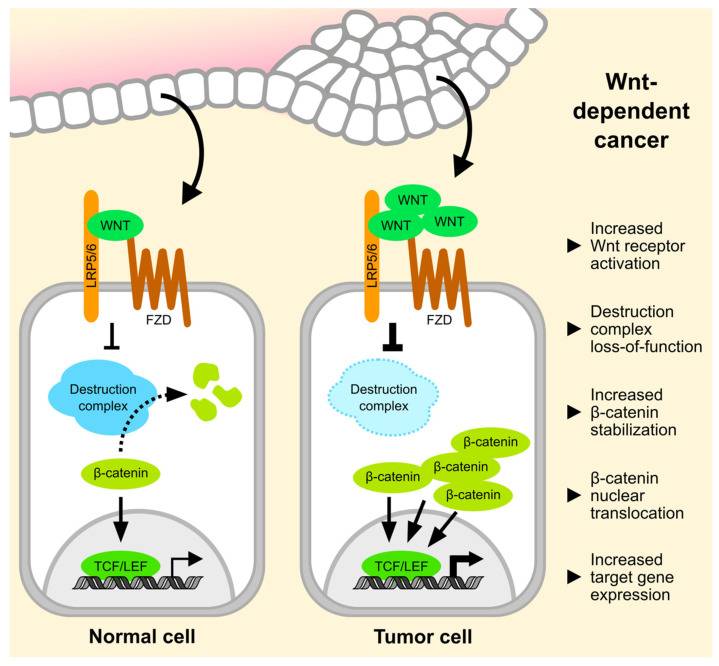 Wnt-
dependent
cancer
WNT
LRP5/6
FZD
Destruction
complex
β-catenin
TCF/LEF
Normal cell
WNT
WNT
WNT
LRP5/6
FZD
Destruction
complex
β-catenin
β-catenin
β-catenin
β-catenin
TCF/LEF
Tumor cell
Increased
Wnt receptor
activation
Destruction
complex
loss-of-function
Increased
β-catenin
stabilization
β-catenin
nuclear
translocation
Increased
target gene
expression